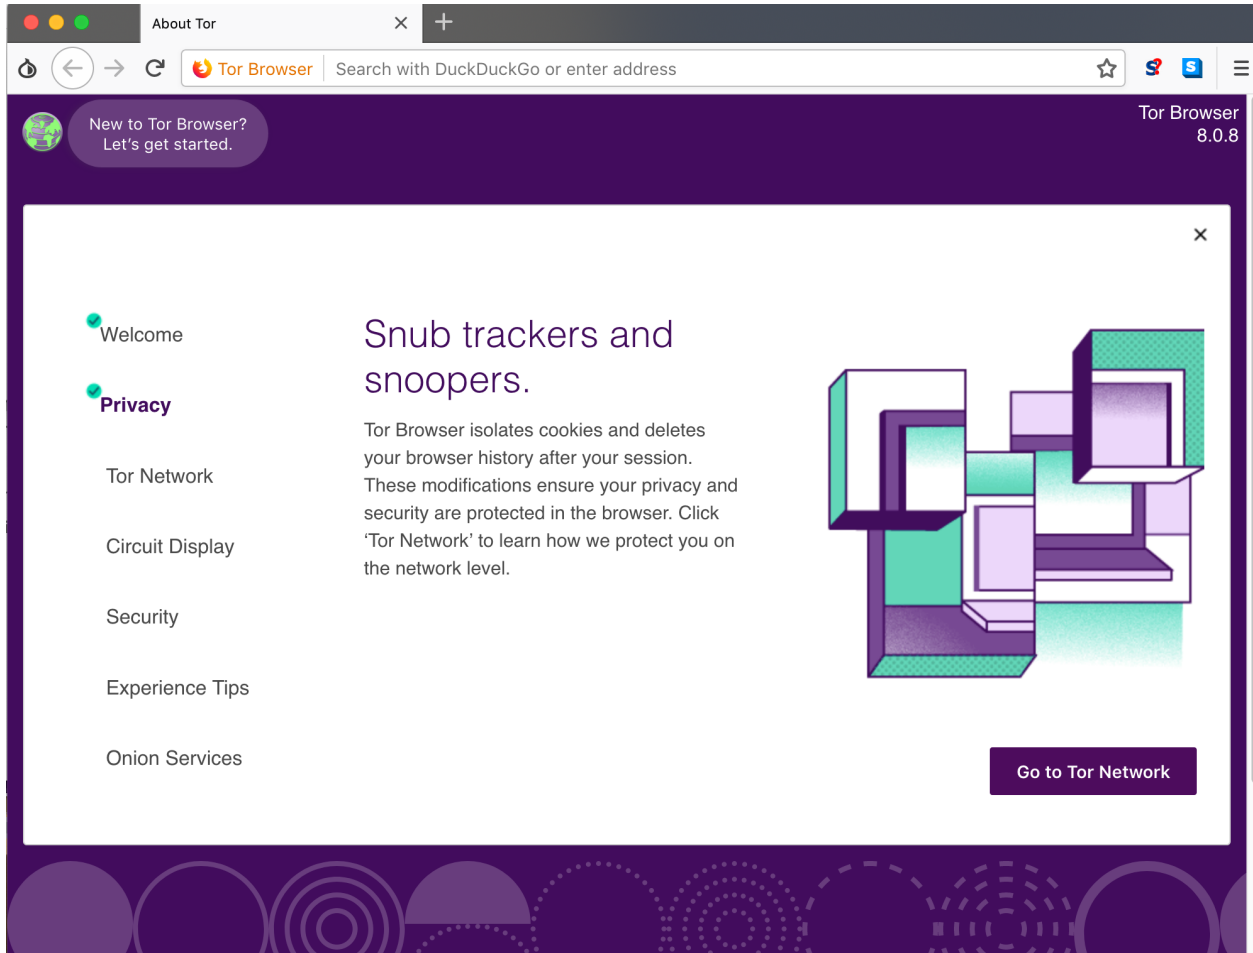 About Tor
Tor Browser
Search with DuckDuckGo or enter address
New to Tor Browser?
Let's get started.
Tor Browser
8.0.8
Welcome
Privacy
Tor Network
Circuit Display
Security
Experience Tips
Onion Services
Snub trackers and
snoopers.
Tor Browser isolates cookies and deletes
your browser history after your session.
These modifications ensure your privacy and
security are protected in the browser. Click
‘Tor Network’ to learn how we protect you on
the network level.
Go to Tor Network